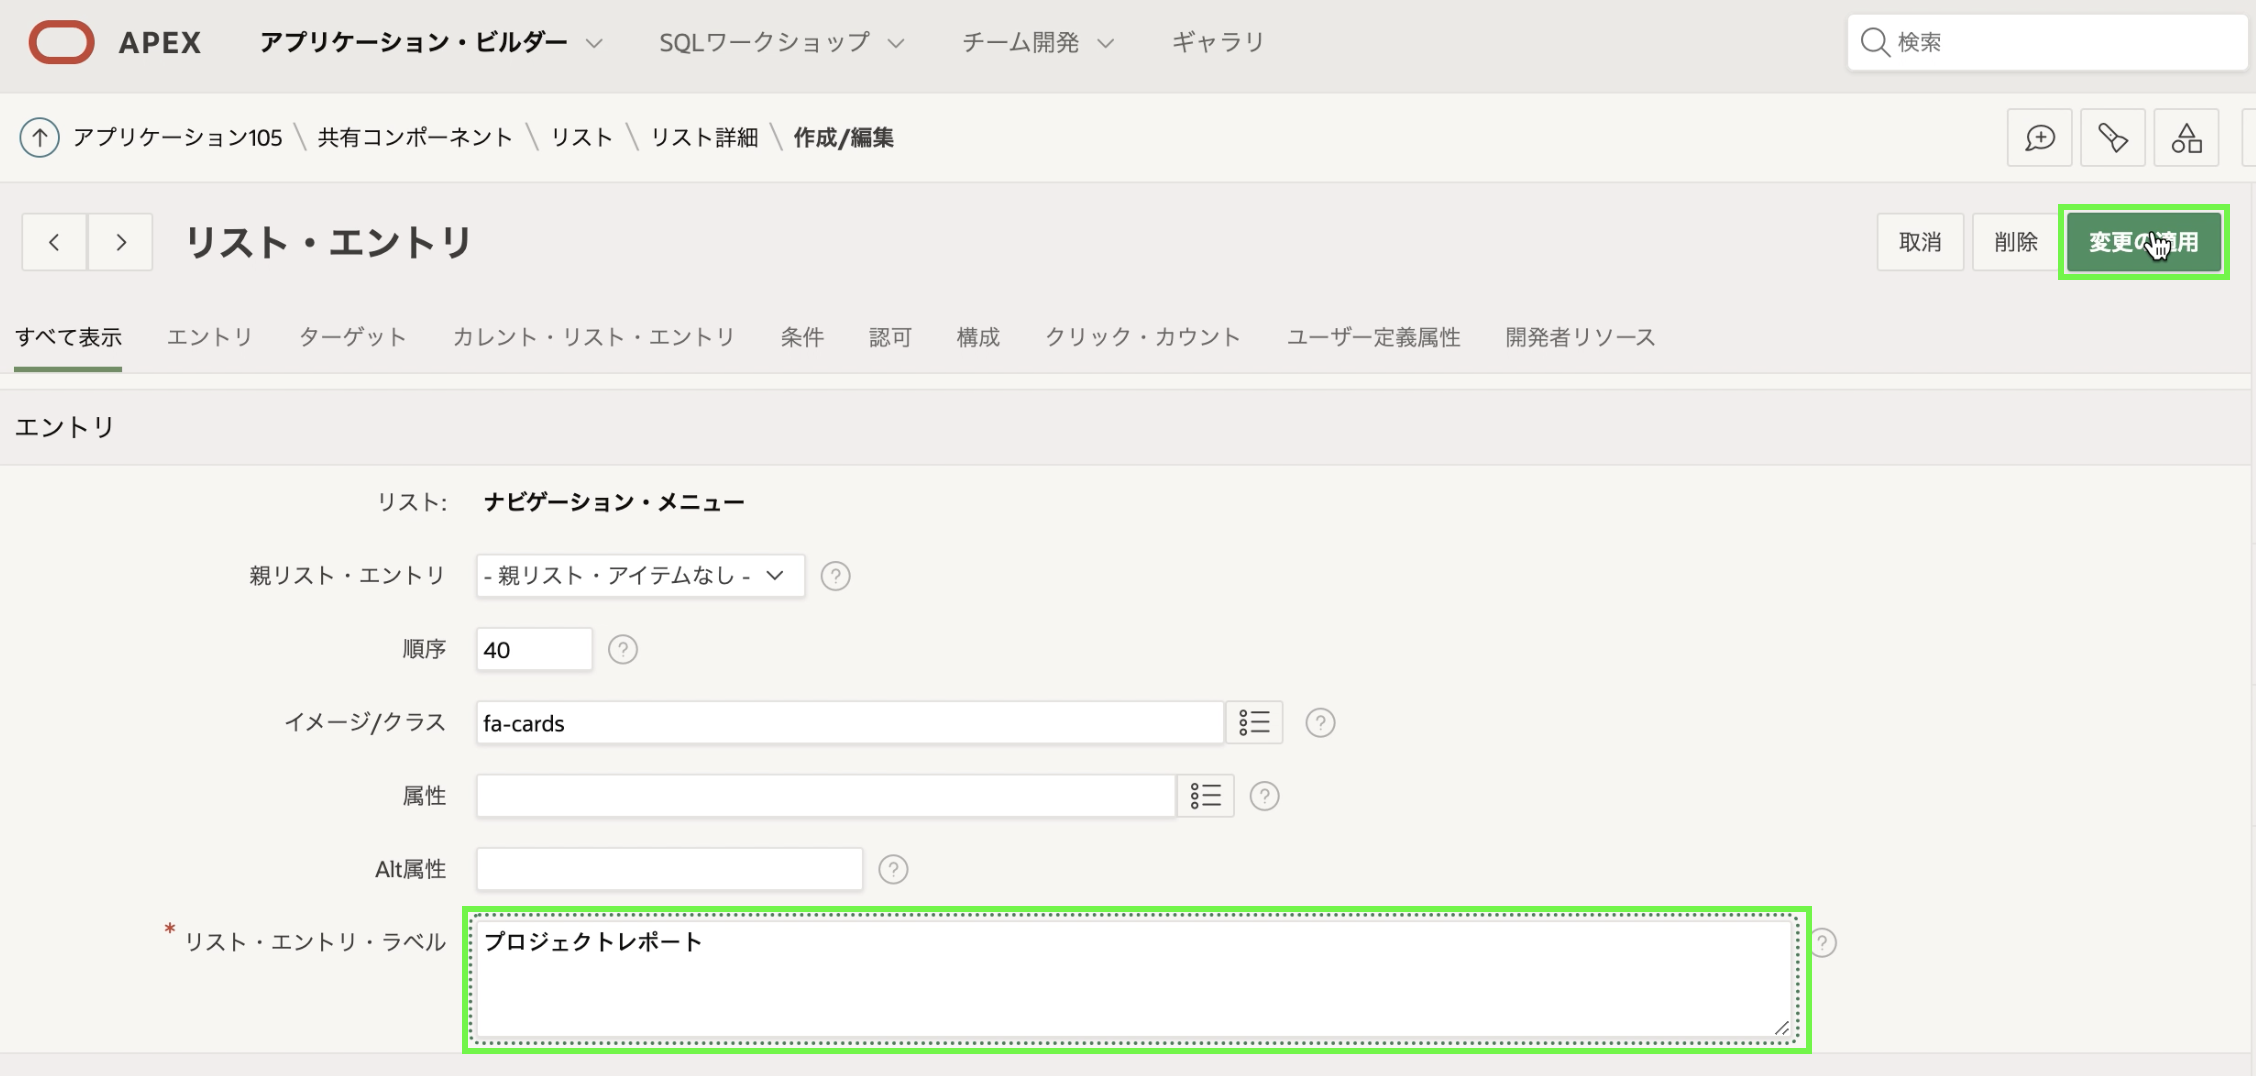 APEX アプリケーション・ビルダー SQLワークショップ チーム開発 ギャラリ 検索
アプリケーション105 \ 共有コンポーネント \ リスト \ リスト詳細 \ 作成/編集
リスト・エントリ 取消 削除 変更の適用
すべて表示 エントリ ターゲット カレント・リスト・エントリ 条件 認可 構成 クリック・カウント ユーザー定義属性 開発者リソース
エントリ
リスト: ナビゲーション・メニュー
親リスト・エントリ - 親リスト・アイテムなし - ?
順序 40 ?
イメージ/クラス fa-cards ?
属性 ?
Alt属性 ?
* リスト・エントリ・ラベル プロジェクトレポート ?